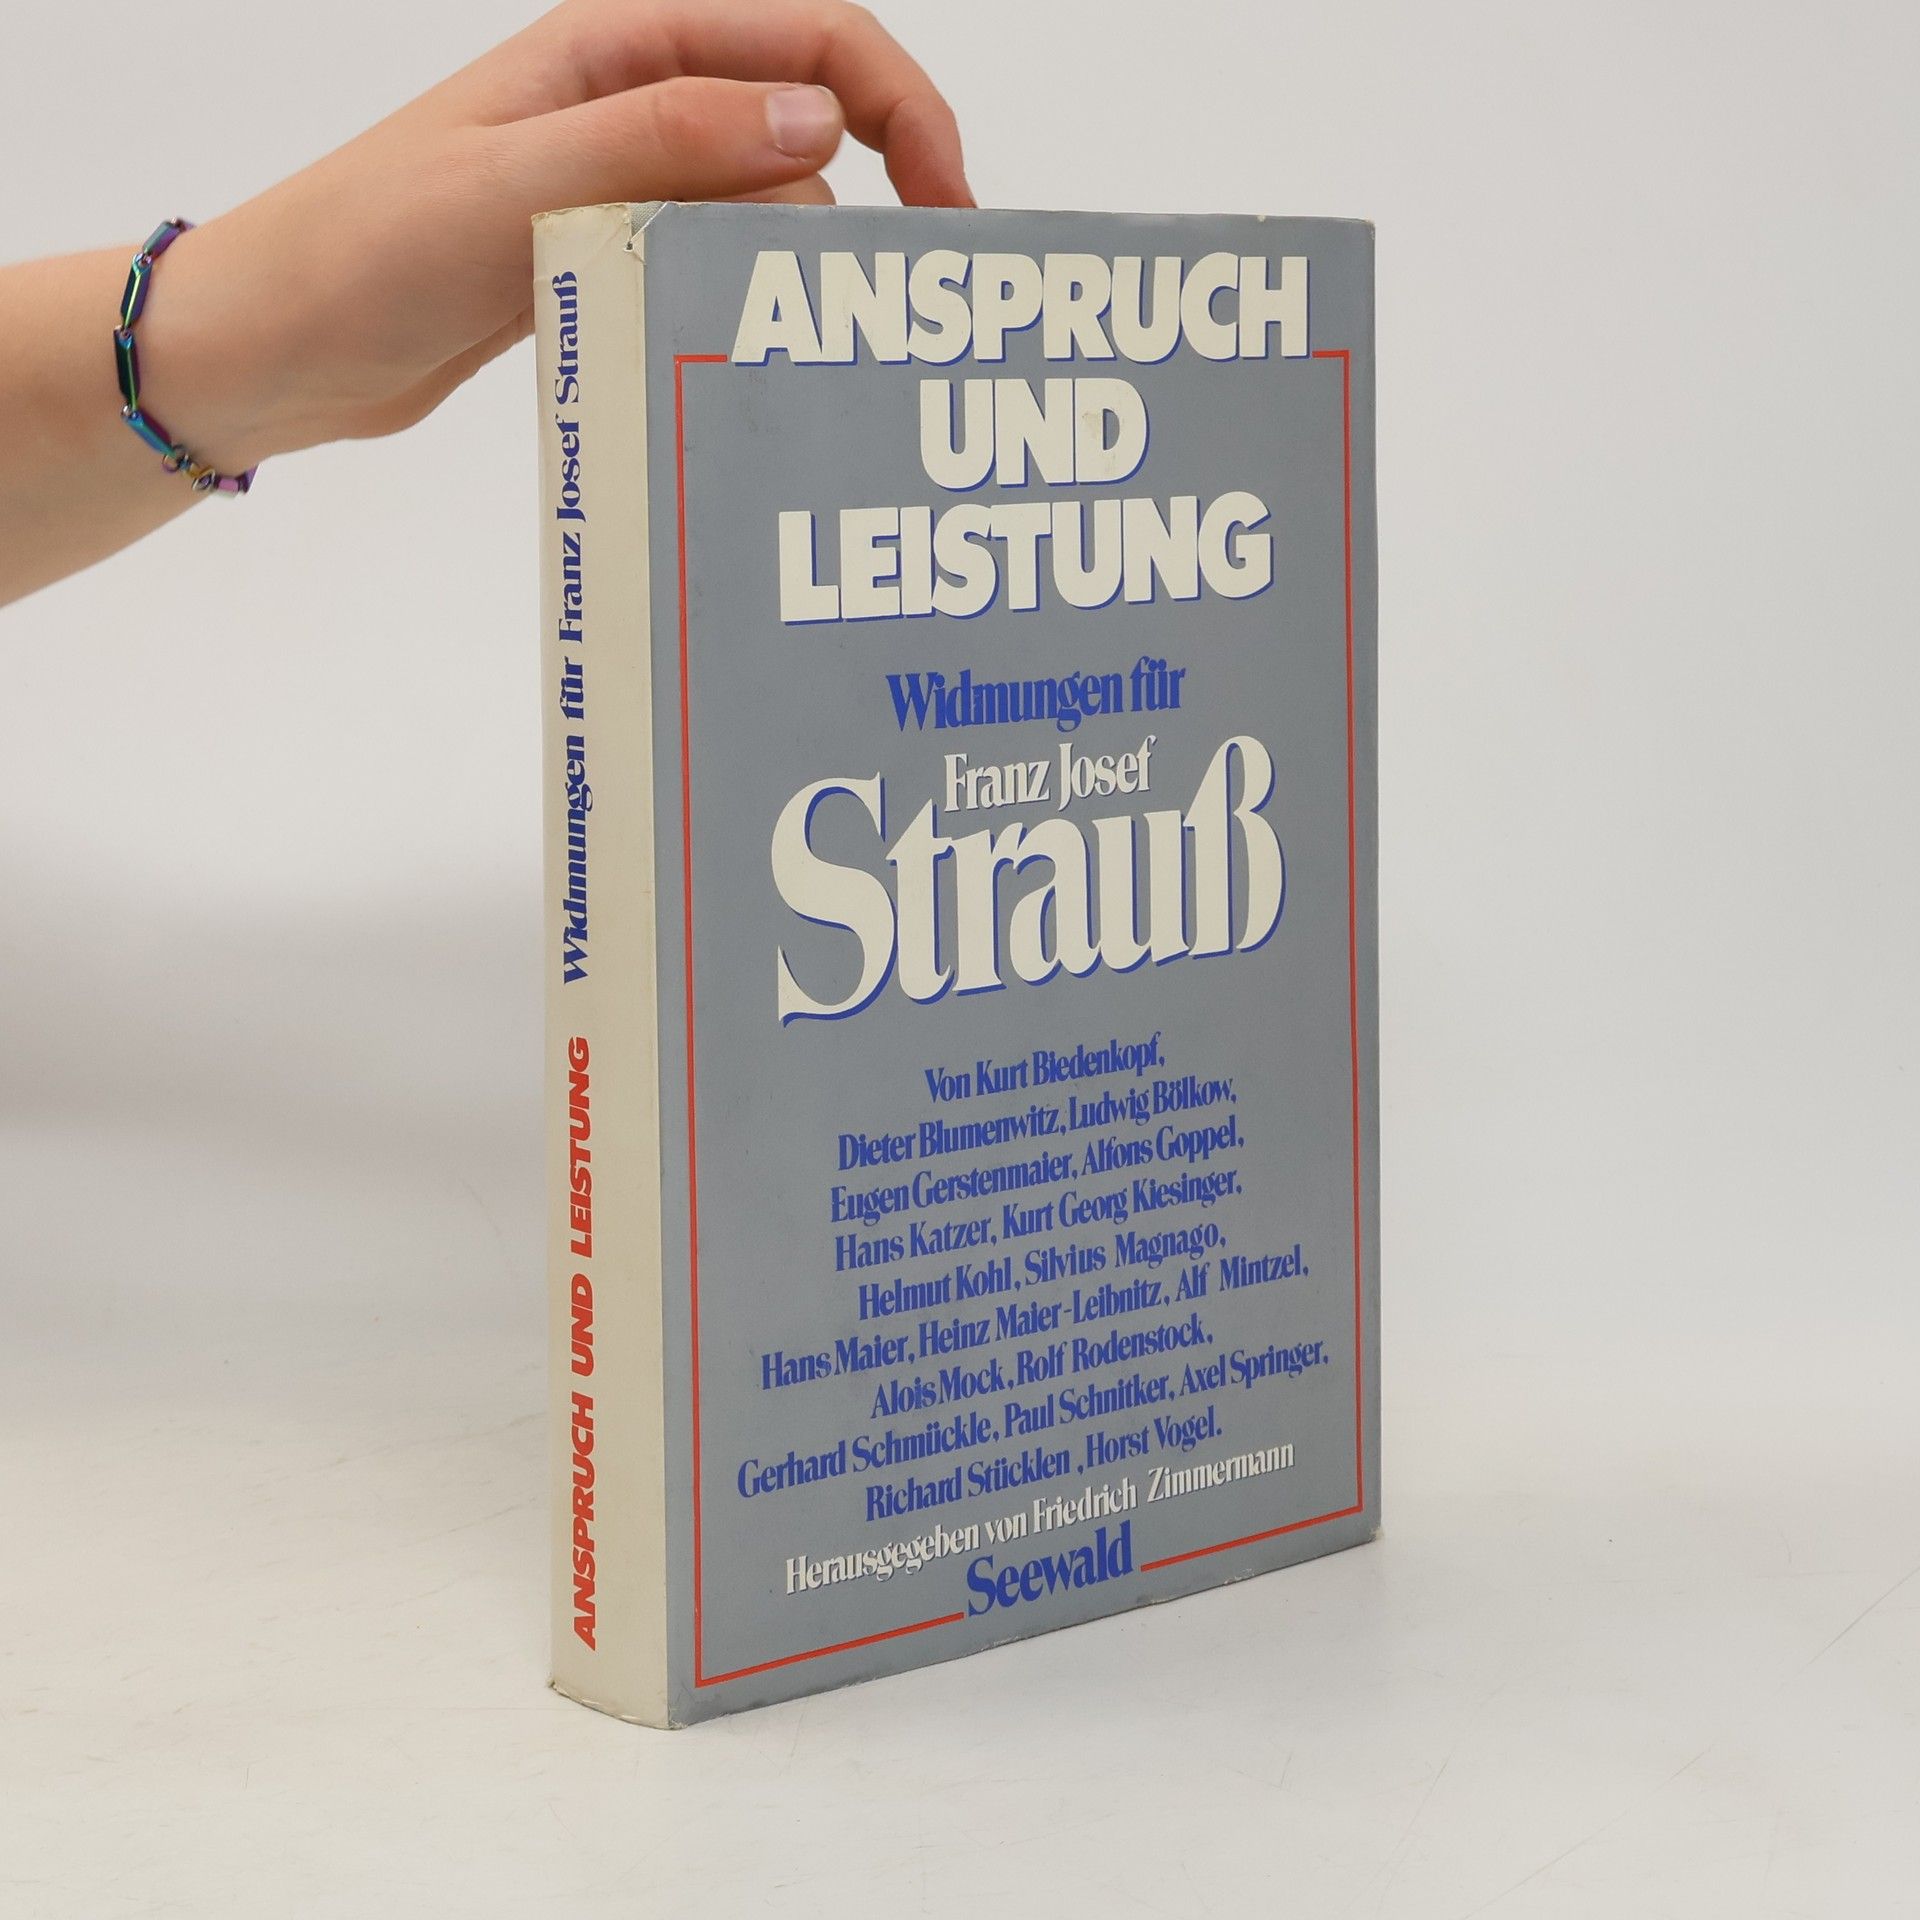 ANSPRUCH UND LEISTUNG Widmungen für Franz Josef Strauß
ANSPRUCH
UND
LEISTUNG
Widmungen für
Franz Josef
Strauß
Von Kurt Biedenkopf,
Dieter Blumenwitz, Ludwig Bölkow,
Eugen Gerstenmaier, Alfons Goppel,
Hans Katzer, Kurt Georg Kiesinger,
Helmut Kohl, Silvius Magnago,
Hans Maier, Heinz Maier-Leibnitz, Alf Mintzel,
Alois Mock, Rolf Rodenstock,
Gerhard Schmückle, Paul Schnitker, Axel Springer,
Richard Stücklen, Horst Vogel.
Herausgegeben von Friedrich Zimmermann
Seewald